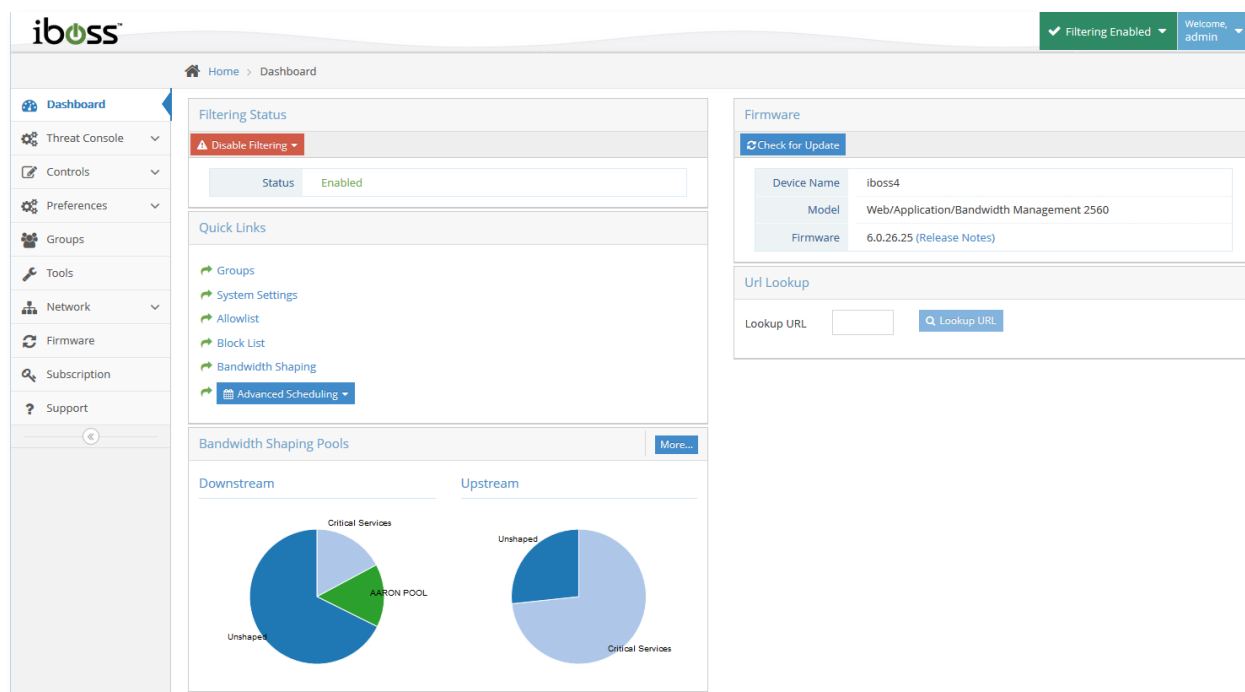 iboss™
Filtering Enabled
Welcome,
admin
Home > Dashboard
Dashboard
Threat Console
Controls
Preferences
Groups
Tools
Network
Firmware
Subscription
? Support
Filtering Status
Disable Filtering
Status Enabled
Quick Links
Groups
System Settings
Allowlist
Block List
Bandwidth Shaping
Advanced Scheduling
Bandwidth Shaping Pools
More...
Downstream
Critical Services
AARON POOL
Unshaped
Upstream
Unshaped
Critical Services
Firmware
Check for Update
Device Name iboss4
Model Web/Application/Bandwidth Management 2560
Firmware 6.0.26.25 (Release Notes)
Url Lookup
Lookup URL
Lookup URL